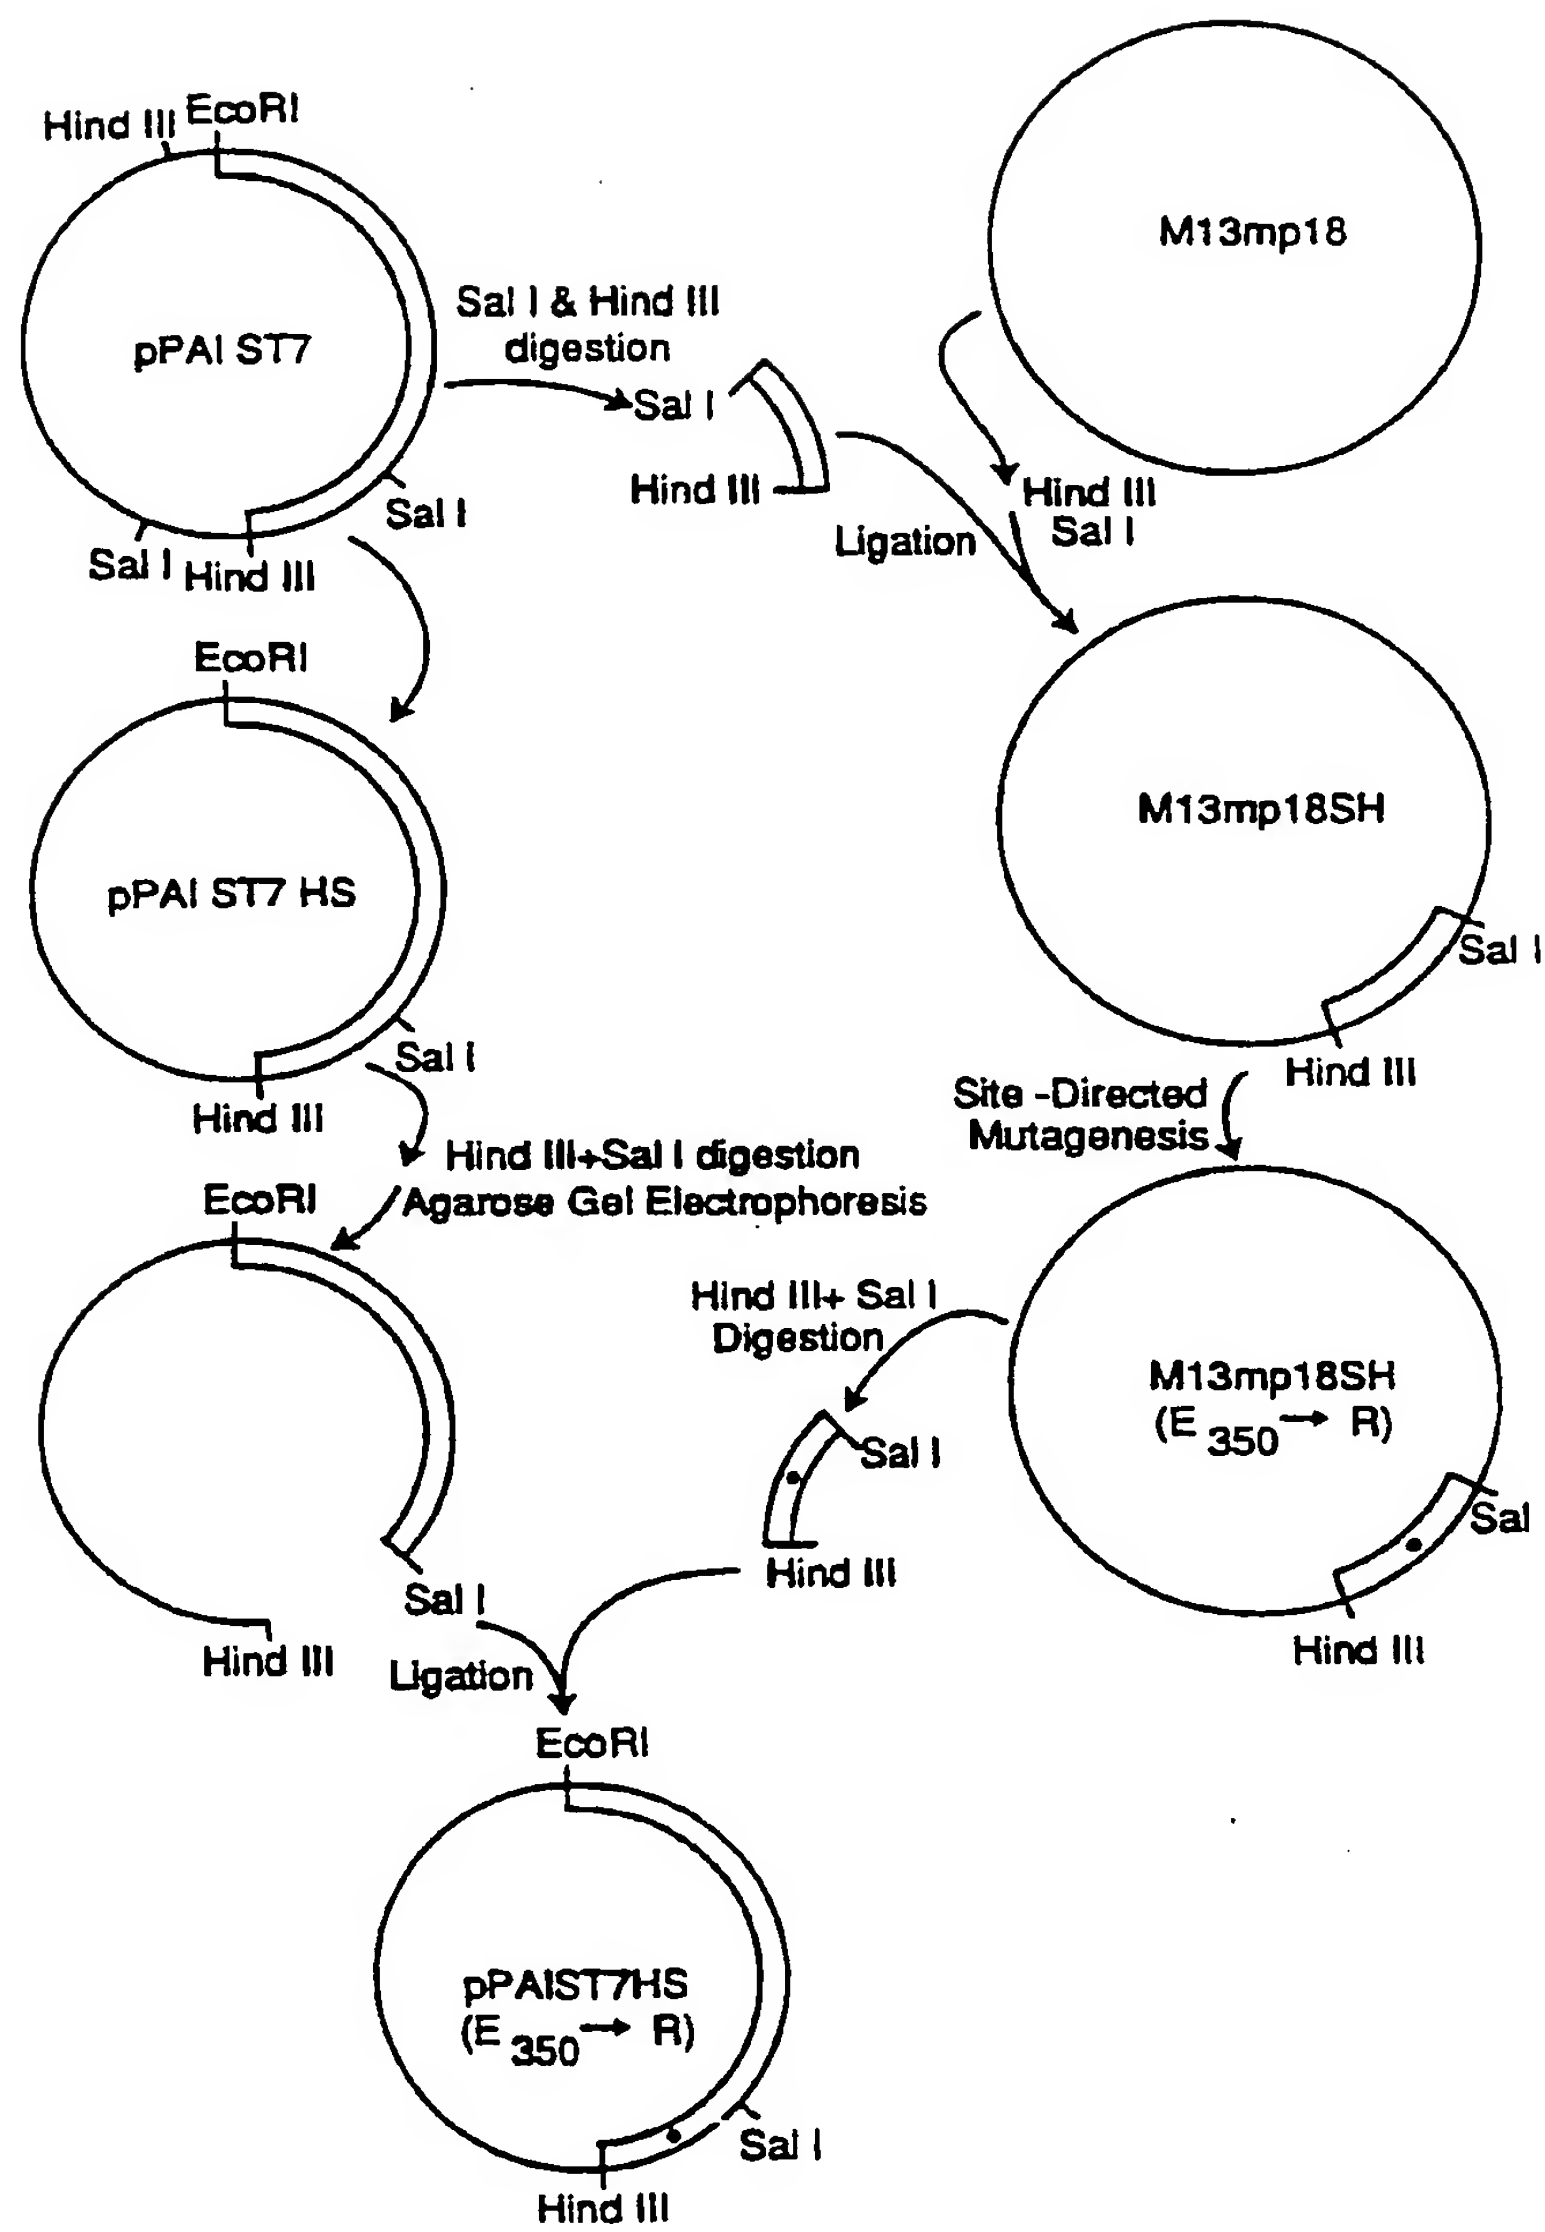 Hind III
EcoRI
pPAI ST7
Sal I
Hind III
Sal I
Sal I & Hind III
digestion
Sal I
Hind III
M13mp18
Hind III
Sal I
Ligation
EcoRI
pPAI ST7 HS
Sal I
Hind III
M13mp18SH
Sal I
Hind III
Site -Directed
Mutagenesis
Hind III+Sal I digestion
Agarose Gel Electrophoresis
EcoRI
Sal I
Hind III
Hind III+ Sal I
Digestion
Sal I
Hind III
M13mp18SH
(E 350 → R)
Sal
Hind III
Ligation
EcoRI
pPAIST7HS
(E 350 → R)
Sal I
Hind III